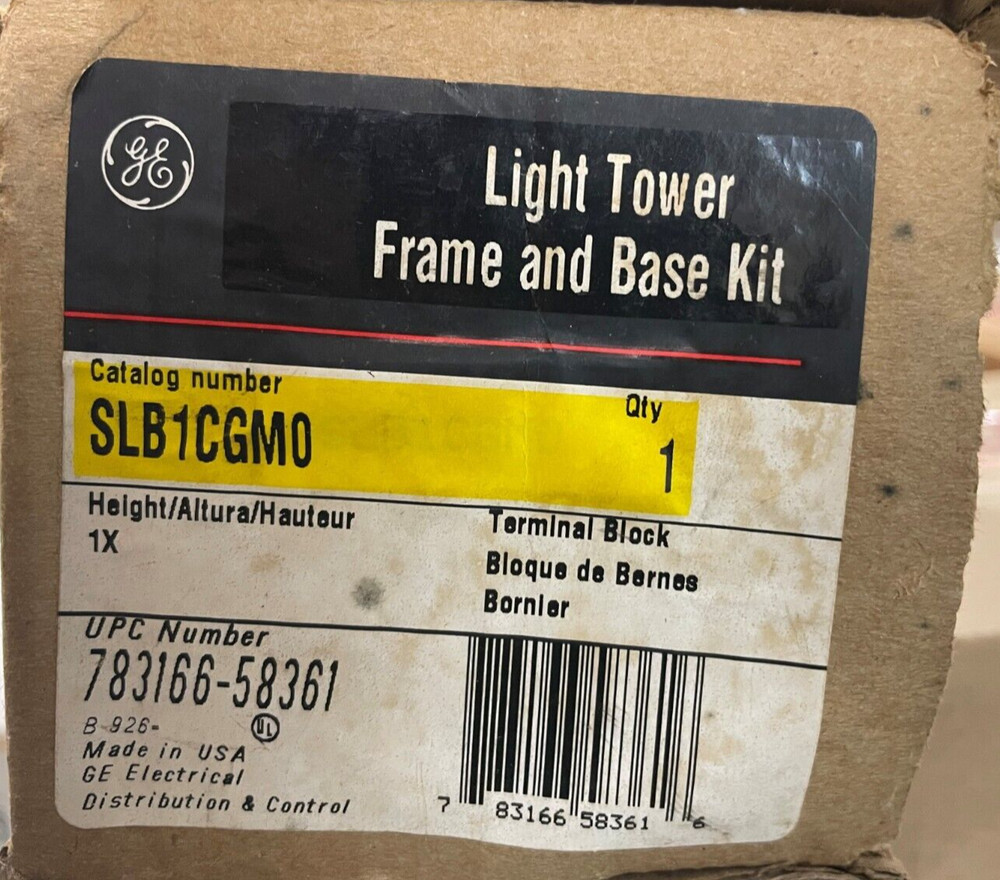 GE
Light Tower
Frame and Base Kit
Catalog number
Qty
SLB1CGM0
1
Height/Altura/Hauteur
1X
Terminal Block
Bloque de Bernes
Bornier
UPC Number
783166-58361
B-926-
UL
Made in USA
GE Electrical
Distribution & Control
7 83166 58361 6